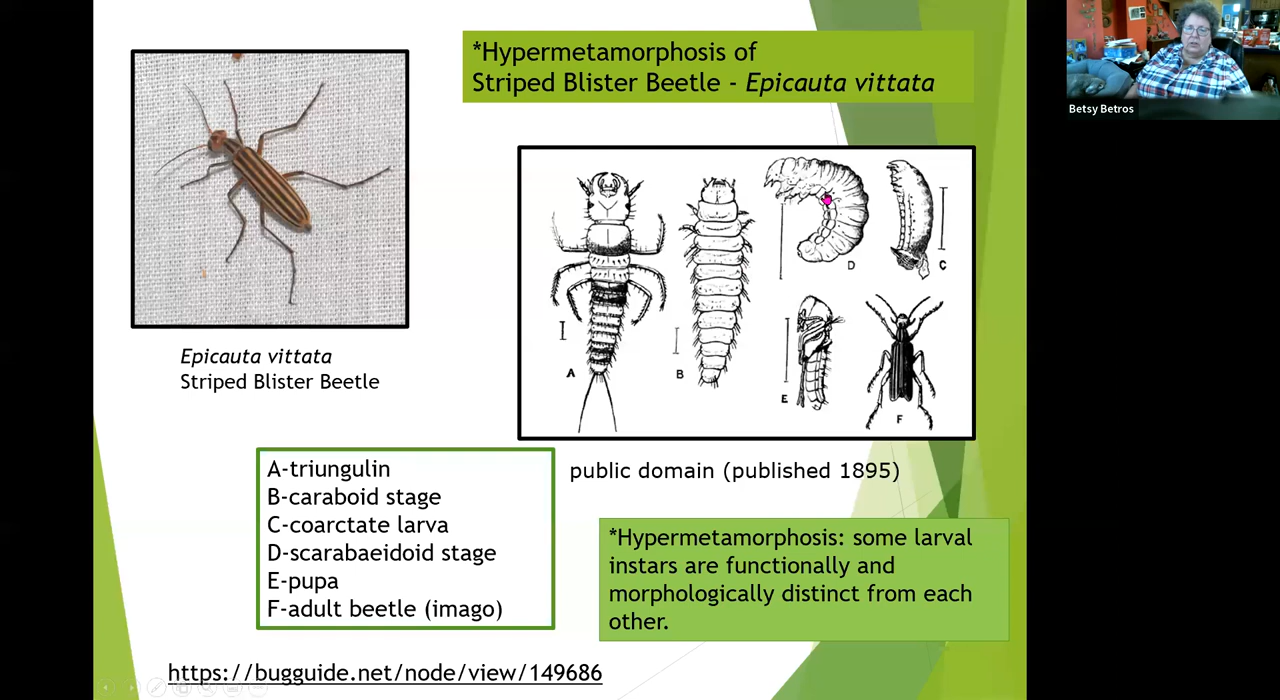 *Hypermetamorphosis of
Striped Blister Beetle - Epicauta vittata
Betsy Betros
A
B
D
C
E
F
Epicauta vittata
Striped Blister Beetle
A-triungulin
B-caraboid stage
C-coarctate larva
D-scarabaeidoid stage
E-pupa
F-adult beetle (imago)
public domain (published 1895)
*Hypermetamorphosis: some larval
instars are functionally and
morphologically distinct from each
other.
https://bugguide.net/node/view/149686